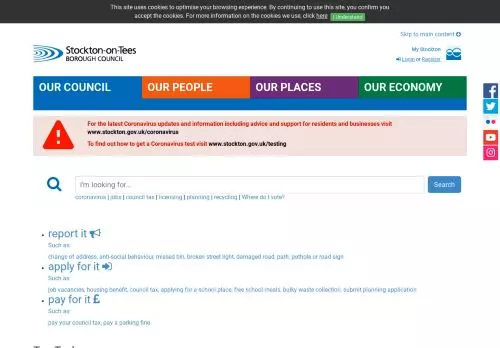 This site uses cookies to optimise your browsing experience. By continuing to use this site, you confirm you
accept the cookies. For more information on the cookies we use, click here I Understand
Skip to main content
Stockton-on-Tees
BOROUGH COUNCIL
My Stockton
Logon or Register
OUR COUNCIL
OUR PEOPLE
OUR PLACES
OUR ECONOMY
For the latest Coronavirus updates and information including advice and support for residents and businesses visit
www.stockton.gov.uk/coronavirus
To find out how to get a Coronavirus test visit www.stockton.gov.uk/testing
I'm looking for...
Search
coronavirus | jobs | council tax | licensing | planning | recycling | Where do I vote?
report it
Such as:
change of address, anti-social behaviour, missed bin, broken street light, damaged road, path, pothole or road sign
apply for it
Such as:
job vacancies, housing benefit, council tax, applying for a school place, free school meals, bulky waste collection, submit planning application
pay for it £
Such as:
pay your council tax, pay a parking fine